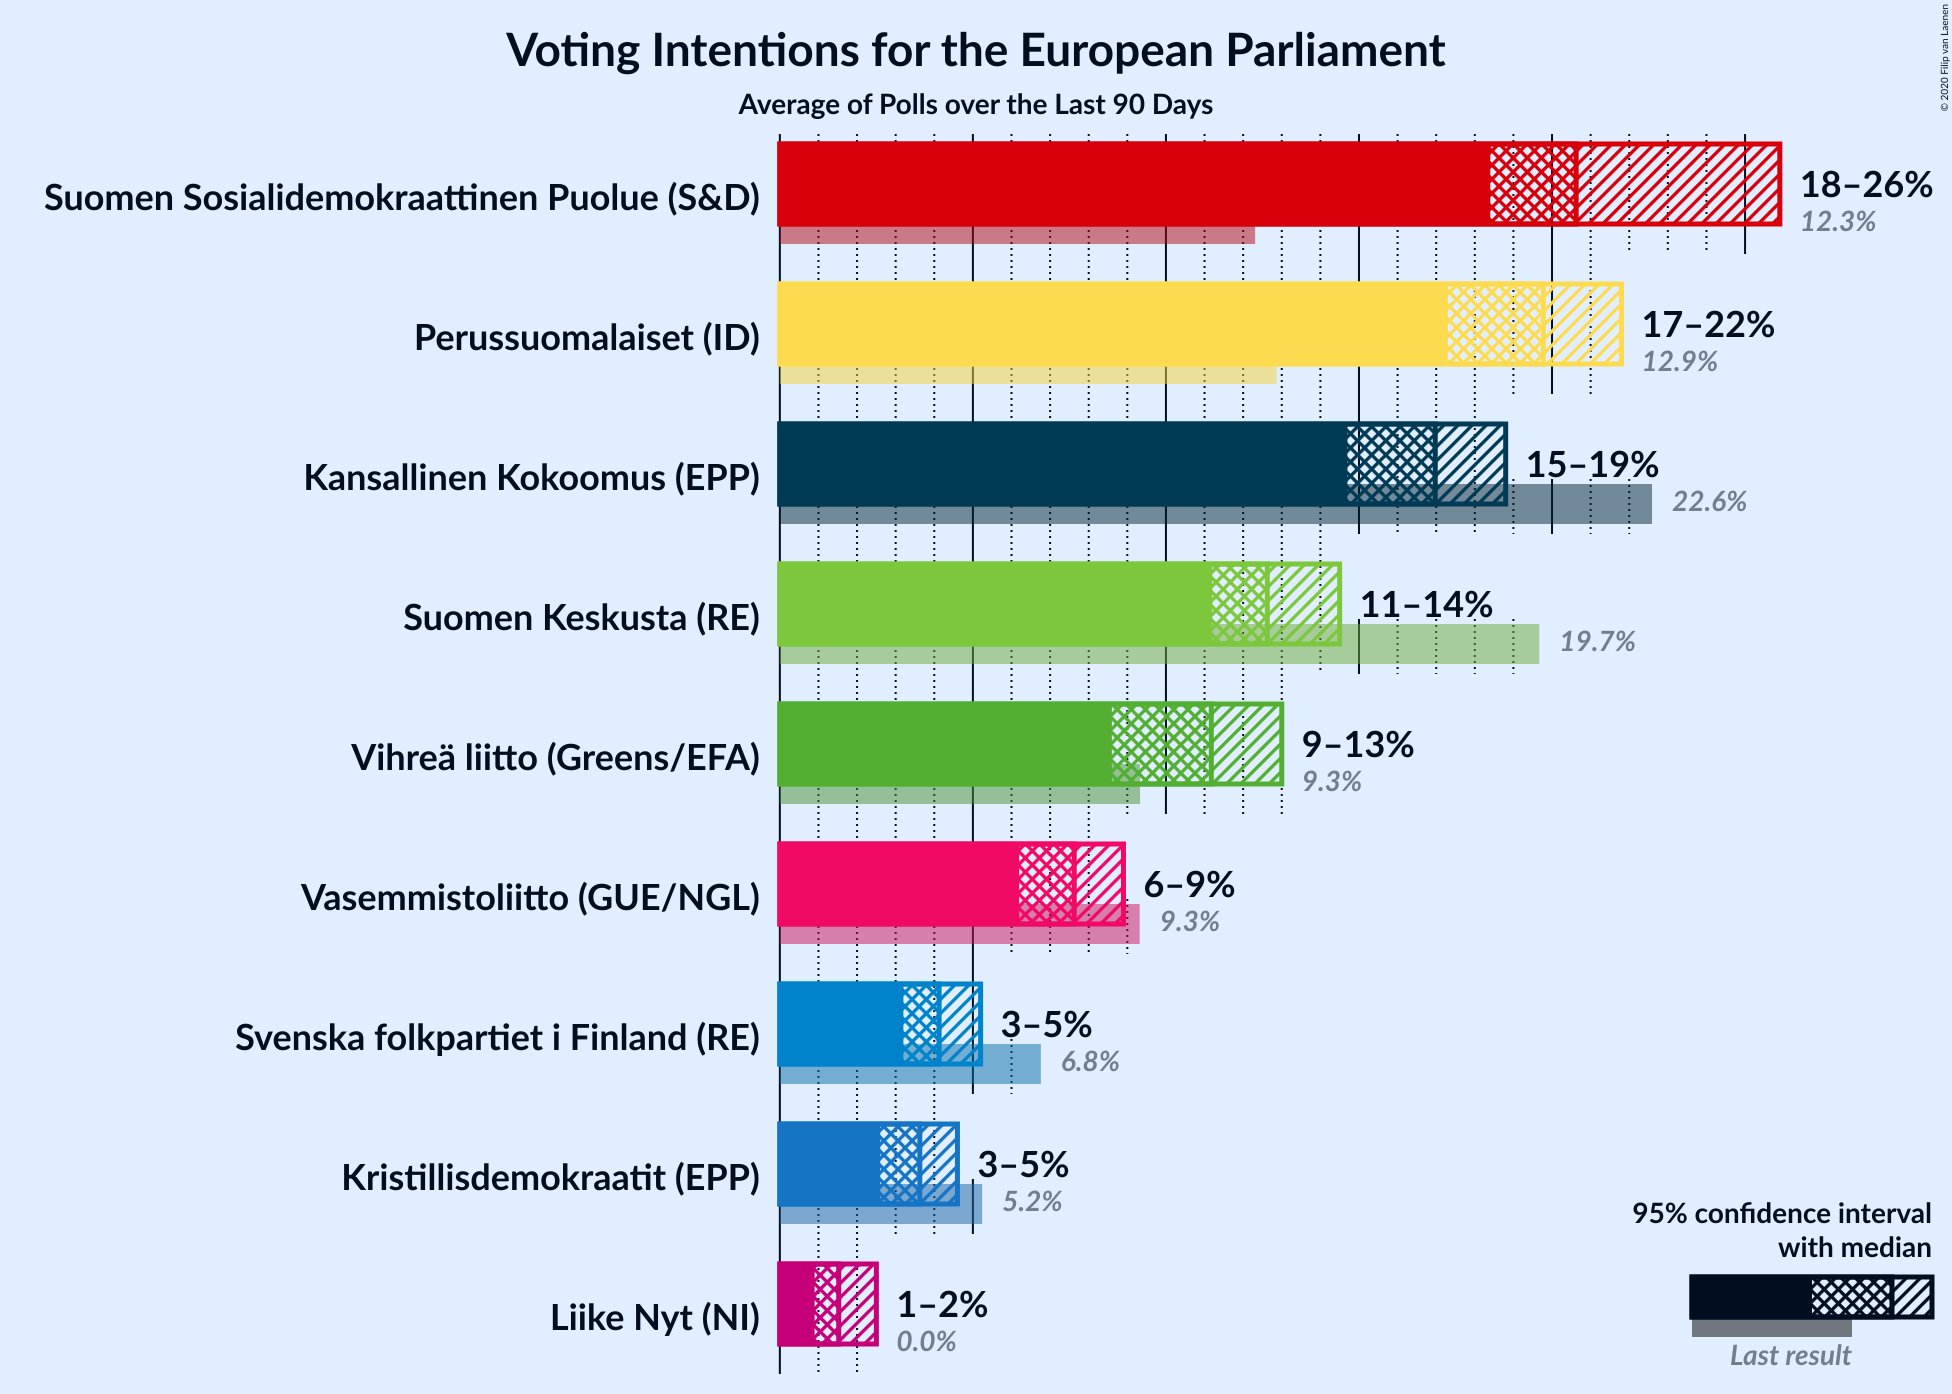 Voting Intentions for the European Parliament
Average of Polls over the Last 90 Days
© 2020 Filip van Laenen
Suomen Sosialidemokraattinen Puolue (S&D)
18–26%
12.3%
Perussuomalaiset (ID)
17–22%
12.9%
Kansallinen Kokoomus (EPP)
15–19%
22.6%
Suomen Keskusta (RE)
11–14%
19.7%
Vihreä liitto (Greens/EFA)
9–13%
9.3%
Vasemmistoliitto (GUE/NGL)
6–9%
9.3%
Svenska folkpartiet i Finland (RE)
3–5%
6.8%
Kristillisdemokraatit (EPP)
3–5%
5.2%
Liike Nyt (NI)
1–2%
0.0%
95% confidence interval
with median
Last result